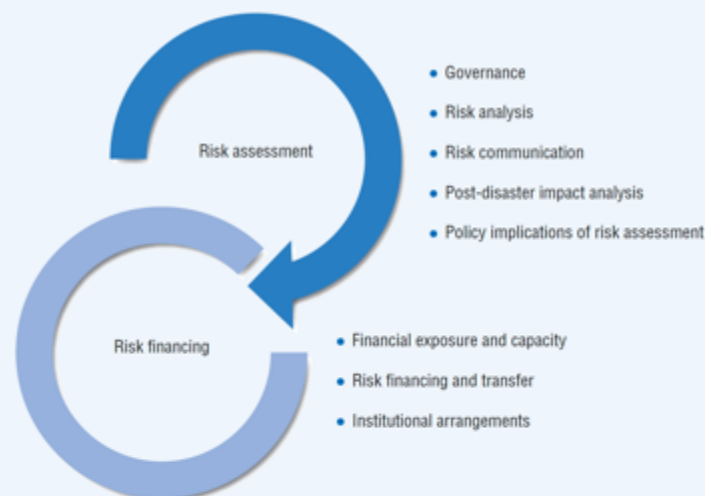 Risk assessment
• Governance
• Risk analysis
• Risk communication
• Post-disaster impact analysis
• Policy implications of risk assessment
Risk financing
• Financial exposure and capacity
• Risk financing and transfer
• Institutional arrangements